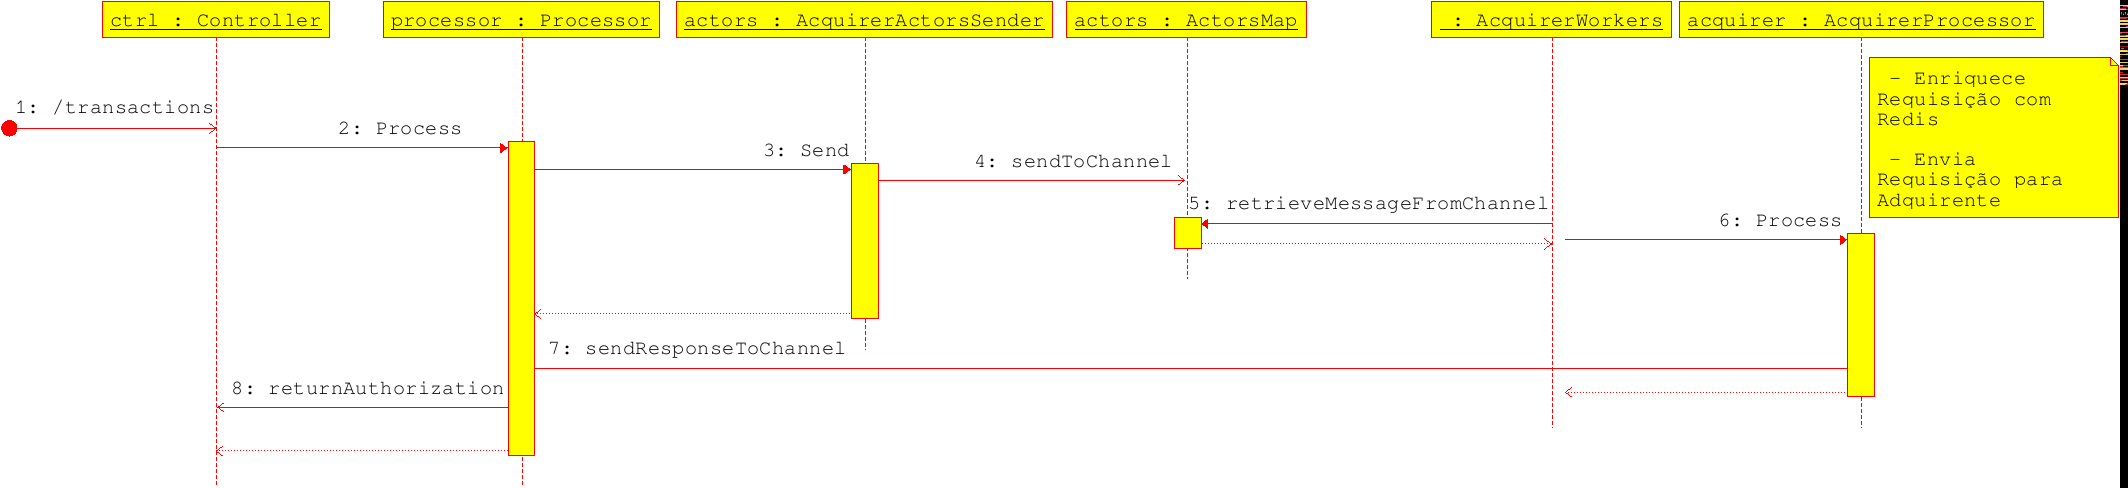 ctrl : Controller
processor : Processor
actors : AcquirerActorsSender
actors : ActorsMap
: AcquirerWorkers
acquirer : AcquirerProcessor
- Enriquece
Requisição com
Redis
- Envia
Requisição para
Adquirente
1: /transactions
2: Process
3: Send
4: sendToChannel
5: retrieveMessageFromChannel
6: Process
7: sendResponseToChannel
8: returnAuthorization